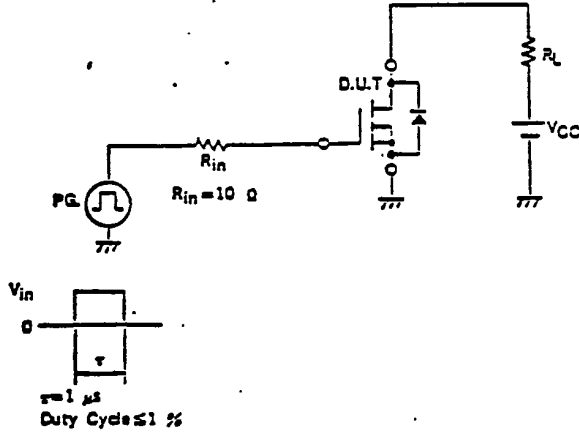 D.U.T
RL
VCC
Rin
Rin=10 Ω
PG.
Vin
0
τ
τ=1 μs
Duty Cycle≤1 %